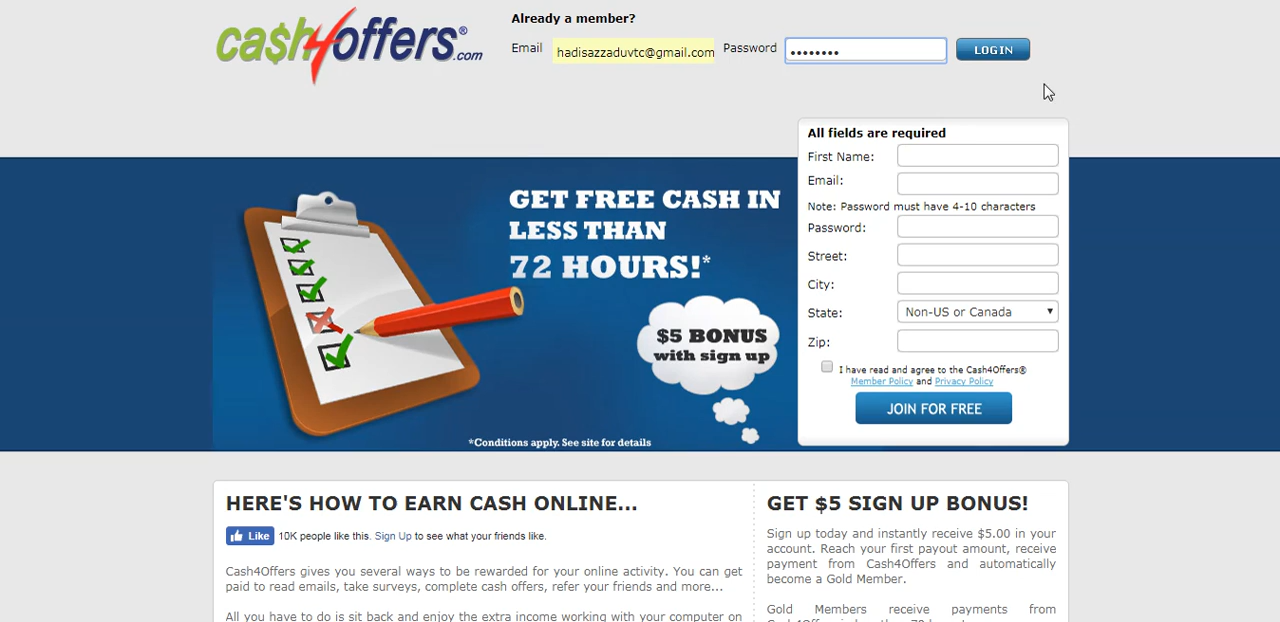 cash4offers®.com
Already a member?
Email hadisazzaduvtc@gmail.com Password •••••••• LOGIN
All fields are required
First Name:
Email:
Note: Password must have 4-10 characters
Password:
Street:
City:
State: Non-US or Canada
Zip:
I have read and agree to the Cash4Offers®
Member Policy and Privacy Policy
JOIN FOR FREE
GET FREE CASH IN
LESS THAN
72 HOURS!*
$5 BONUS
with sign up
*Conditions apply. See site for details
HERE'S HOW TO EARN CASH ONLINE...
Like 10K people like this. Sign Up to see what your friends like.
Cash4Offers gives you several ways to be rewarded for your online activity. You can get
paid to read emails, take surveys, complete cash offers, refer your friends and more...
All you have to do is sit back and enjoy the extra income working with your computer on
GET $5 SIGN UP BONUS!
Sign up today and instantly receive $5.00 in your
account. Reach your first payout amount, receive
payment from Cash4Offers and automatically
become a Gold Member.
Gold Members receive payments from